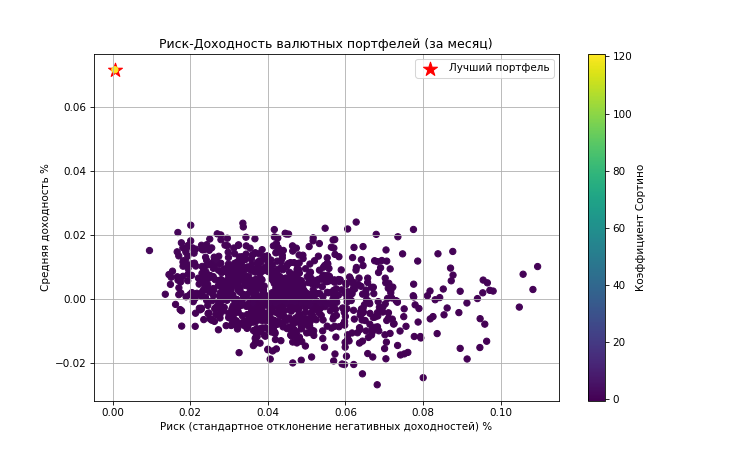 Риск-Доходность валютных портфелей (за месяц)
Лучший портфель
Средняя доходность %
0.06
0.04
0.02
0.00
−0.02
0.00 0.02 0.04 0.06 0.08 0.10
Риск (стандартное отклонение негативных доходностей) %
120
100
80
60
40
20
0
Коэффициент Сортино